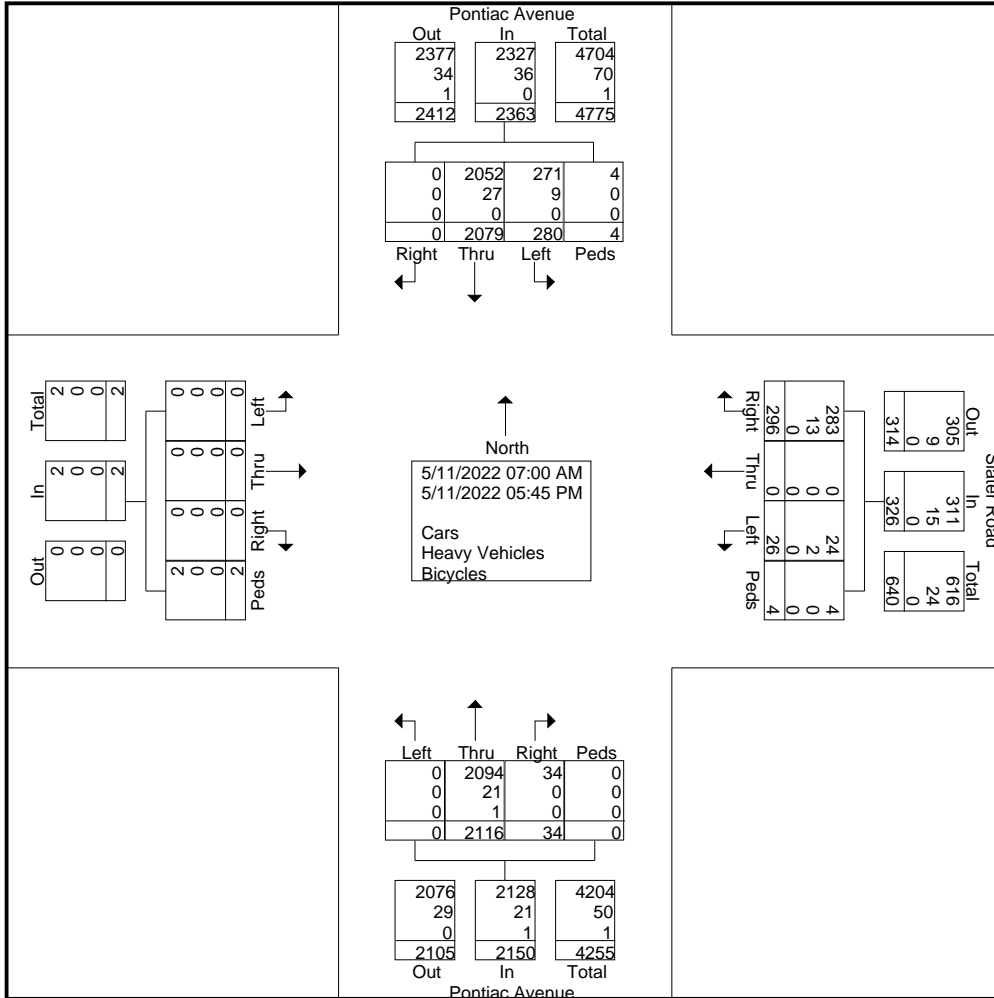 Pontiac Avenue
Out In Total
2377 2327 4704
34 36 70
1 0 1
2412 2363 4775
0 2052 271 4
0 27 9 0
0 0 0 0
0 2079 280 4
Right Thru Left Peds
Total
2 0 0 2
In
2 0 0 2
Out
0 0 0 0
Left
0 0 0 0
Thru
0 0 0 0
Right
0 0 0 0
Peds
2 0 0 2
North
5/11/2022 07:00 AM
5/11/2022 05:45 PM
Cars
Heavy Vehicles
Bicycles
Right
283 13 0 296
Thru
0 0 0 0
Left
24 2 0 26
Peds
4 0 0 4
Slater Road
Out
305 9 0 314
In
311 15 0 326
Total
616 24 0 640
Left Thru Right Peds
0 2094 34 0
0 21 0 0
0 1 0 0
0 2116 34 0
2076 2128 4204
29 21 50
0 1 1
2105 2150 4255
Out In Total
Pontiac Avenue